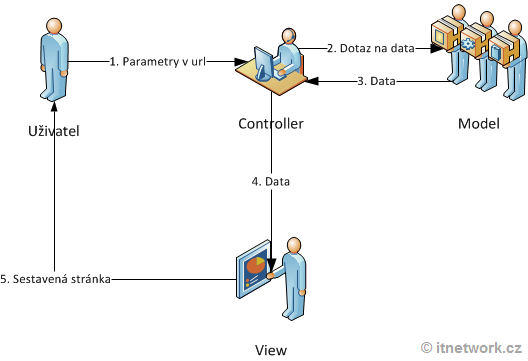 1. Parametry v url
2. Dotaz na data
3. Data
Uživatel
Controller
Model
4. Data
5. Sestavená stránka
View
© itnetwork.cz